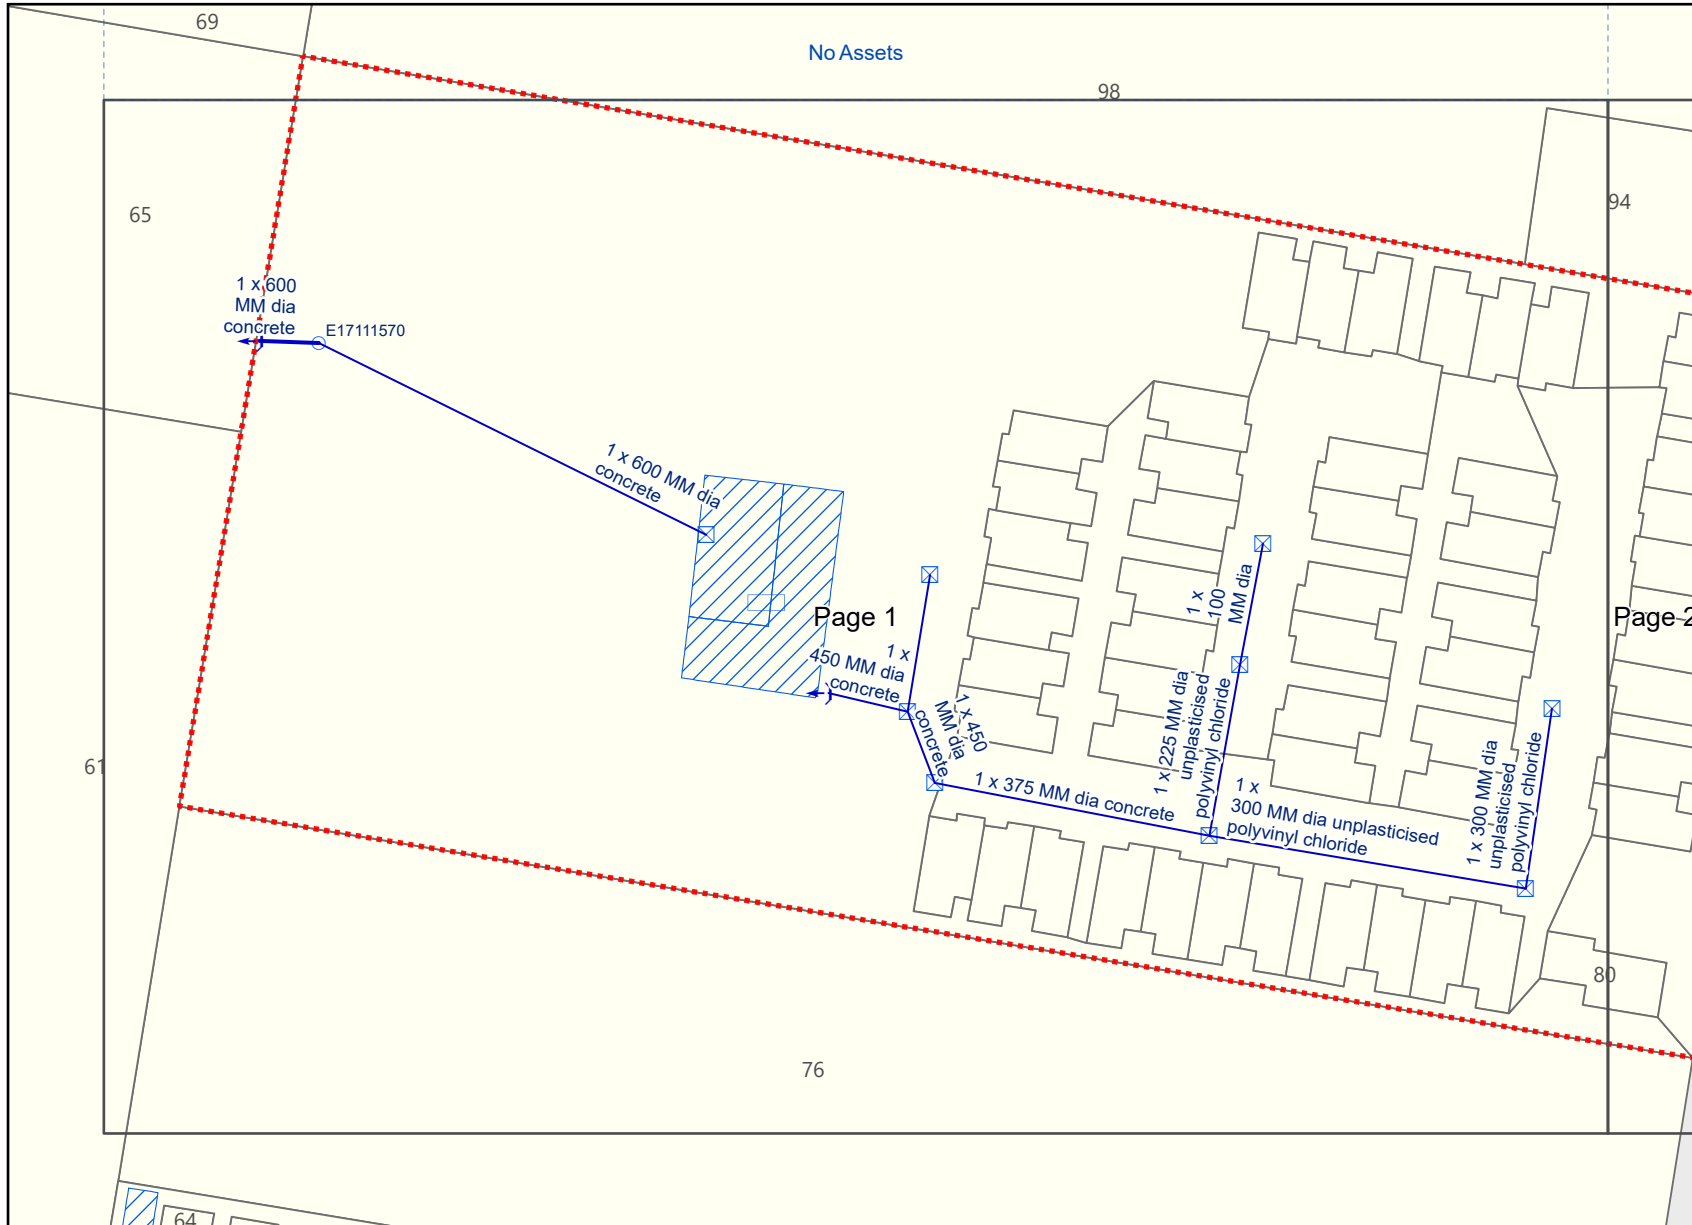 69
No Assets
98
65
94
1 x 600
MM dia
concrete
E17111570
1 x 600 MM dia
concrete
Page 1
Page 2
1 x
450 MM dia
concrete
1 x 450
MM dia
concrete
1 x
100
MM dia
1 x 225 MM dia
unplasticised
polyvinyl chloride
61
1 x 375 MM dia concrete
1 x
300 MM dia unplasticised
polyvinyl chloride
1 x 300 MM dia
unplasticised
polyvinyl chloride
80
76
64